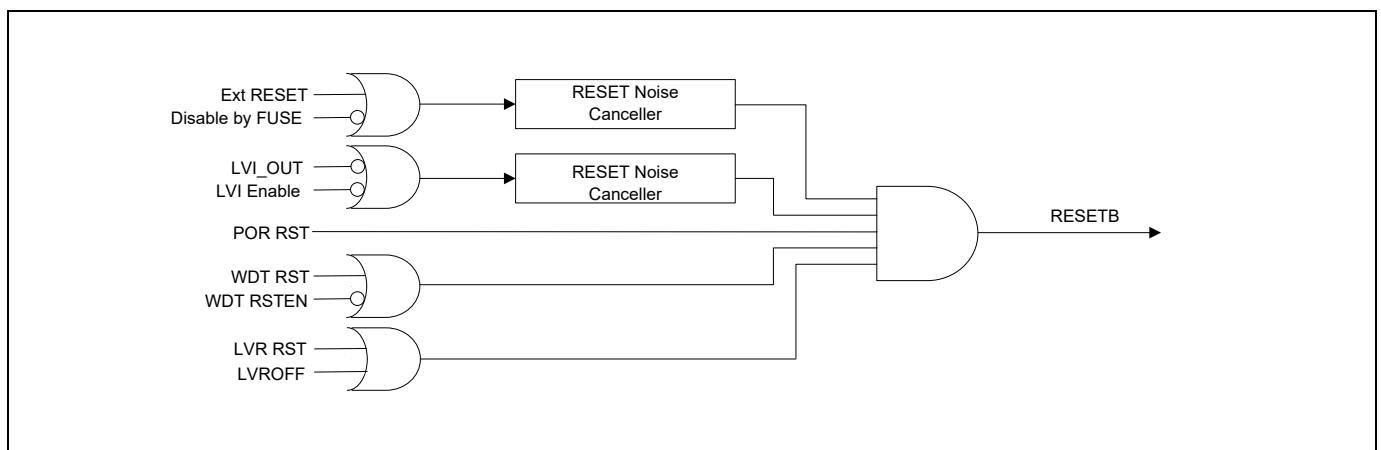 Ext RESET
Disable by FUSE
RESET Noise
Canceller
LVI_OUT
LVI Enable
RESET Noise
Canceller
POR RST
RESETB
WDT RST
WDT RSTEN
LVR RST
LVROFF